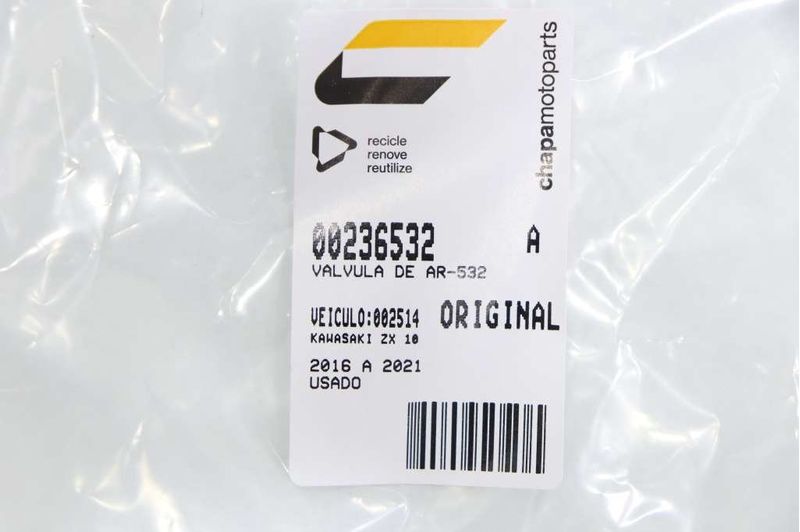 chapamotoparts
recicle
renove
reutilize
00236532 A
VALVULA DE AR-532
VEICULO:002514 ORIGINAL
KAWASAKI ZX 10
2016 A 2021
USADO